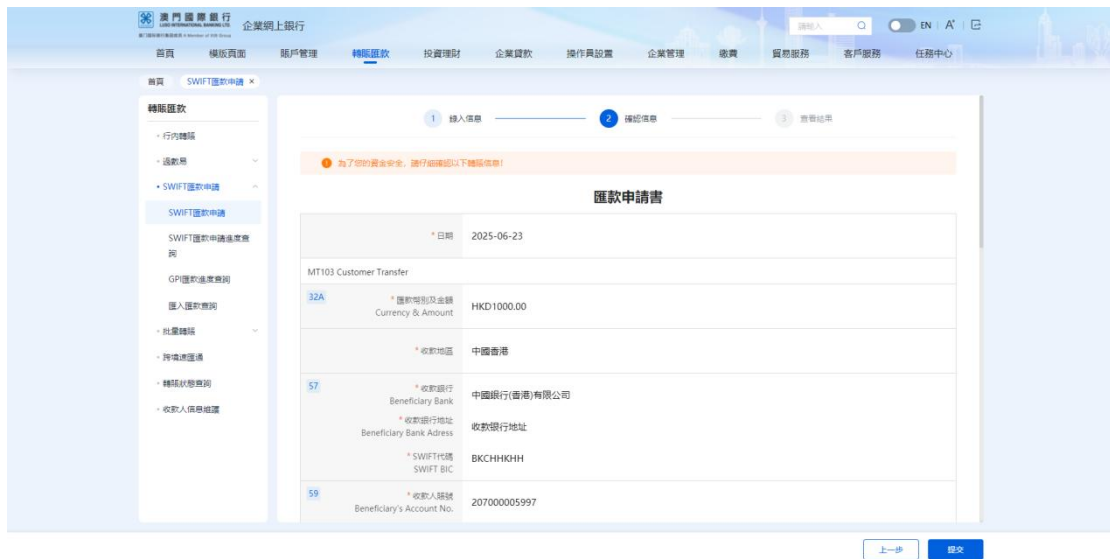 澳門國際銀行
LUSO INTERNATIONAL BANKING LTD.
企業網上銀行
請輸入
EN
A
首頁 模版頁面 賬戶管理 轉賬匯款 投資理財 企業貸款 操作員設置 企業管理 繳費 貿易服務 客戶服務 任務中心
首頁 SWIFT匯款申請 ×
轉賬匯款
行內轉賬
過數易
SWIFT匯款申請
SWIFT匯款申請
SWIFT匯款申請進度查
詢
GPI匯款進度查詢
匯入匯款查詢
批量轉賬
跨境速匯通
轉賬狀態查詢
收款人信息維護
1 錄入信息
2 確認信息
3 查看結果
為了您的資金安全，請仔細確認以下轉賬信息！
匯款申請書
* 日期 2025-06-23
MT103 Customer Transfer
32A * 匯款幣別及金額
Currency & Amount
HKD1000.00
* 收款地區 中國香港
57 * 收款銀行
Beneficiary Bank
中國銀行(香港)有限公司
* 收款銀行地址
Beneficiary Bank Adress
收款银行地址
* SWIFT代碼
SWIFT BIC
BKCHHKHH
59 * 收款人賬號
Beneficiary's Account No.
207000005997
上一步 提交